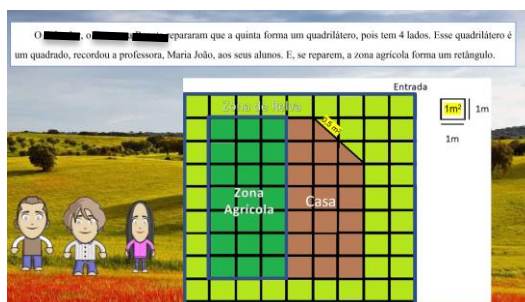 O , o repararam que a quinta forma um quadrilátero, pois tem 4 lados. Esse quadrilátero é
um quadrado, recordou a professora, Maria João, aos seus alunos. E, se reparem, a zona agrícola forma um retângulo.
Entrada
Zona de Relva
1m²
1m
0,5 m²
1m
Zona
Agrícola
Casa